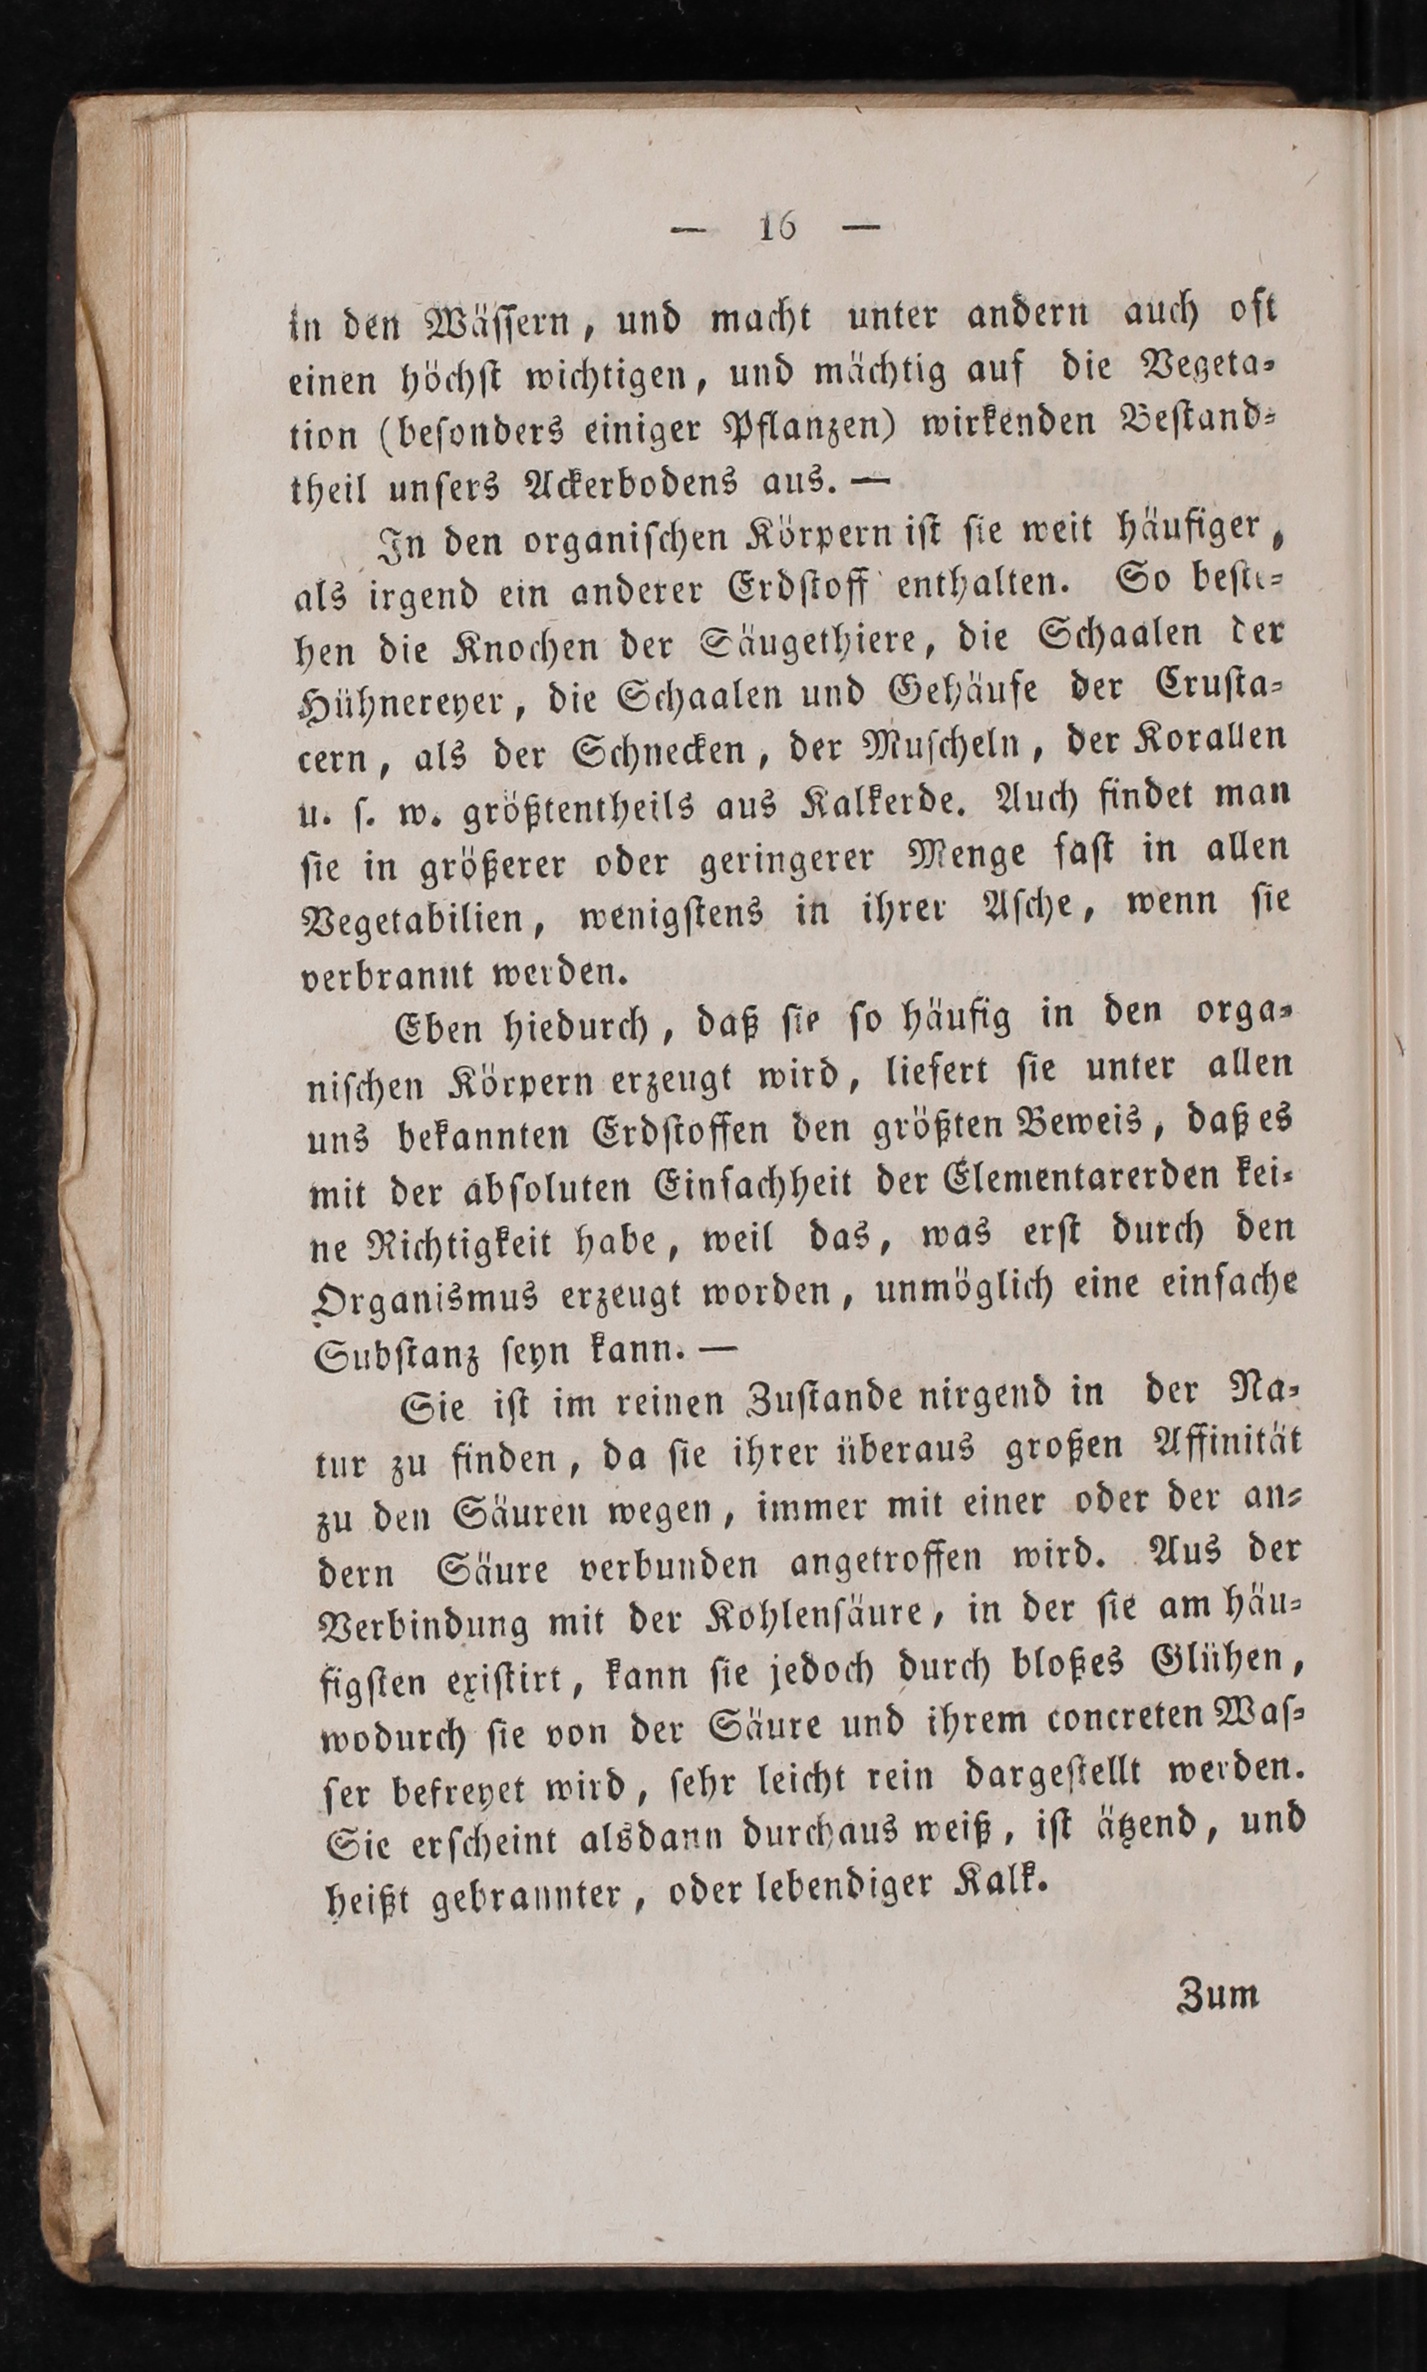 — 16 —
in den Wäſſern, und macht unter andern auch oft
einen höchſt wichtigen, und mächtig auf die Vegeta⸗
tion (beſonders einiger Pflanzen) wirkenden Beſtand⸗
theil unſers Ackerbodens aus. —
In den organiſchen Körpern iſt ſie weit häufiger,
als irgend ein anderer Erdſtoff enthalten. So beſte⸗
hen die Knochen der Säugethiere, die Schaalen der
Hühnereyer, die Schaalen und Gehäuſe der Cruſta⸗
ceen, als der Schnecken, der Muſcheln, der Korallen
u. ſ. w. größtentheils aus Kalkerde. Auch findet man
ſie in größerer oder geringerer Menge faſt in allen
Vegetabilien, wenigſtens in ihrer Aſche, wenn ſie
verbrannt werden.
Eben hiedurch, daß ſie ſo häufig in den orga⸗
niſchen Körpern erzeugt wird, liefert ſie unter allen
uns bekannten Erdſtoffen den größten Beweis, daß es
mit der abſoluten Einfachheit der Elementarerden kei⸗
ne Richtigkeit habe, weil das, was erſt durch den
Organismus erzeugt worden, unmöglich eine einfache
Subſtanz ſeyn kann. —
Sie iſt im reinen Zuſtande nirgend in der Na⸗
tur zu finden, da ſie ihrer überaus großen Affinität
zu den Säuren wegen, immer mit einer oder der an⸗
dern Säure verbunden angetroffen wird. Aus der
Verbindung mit der Kohlenſäure, in der ſie am häu⸗
figſten exiſtirt, kann ſie jedoch durch bloßes Glühen,
wodurch ſie von der Säure und ihrem concreten Waſ⸗
ſer befreyet wird, ſehr leicht rein dargeſtellt werden.
Sie erſcheint alsdann durchaus weiß, iſt ätzend, und
heißt gebrannter, oder lebendiger Kalk.
Zum